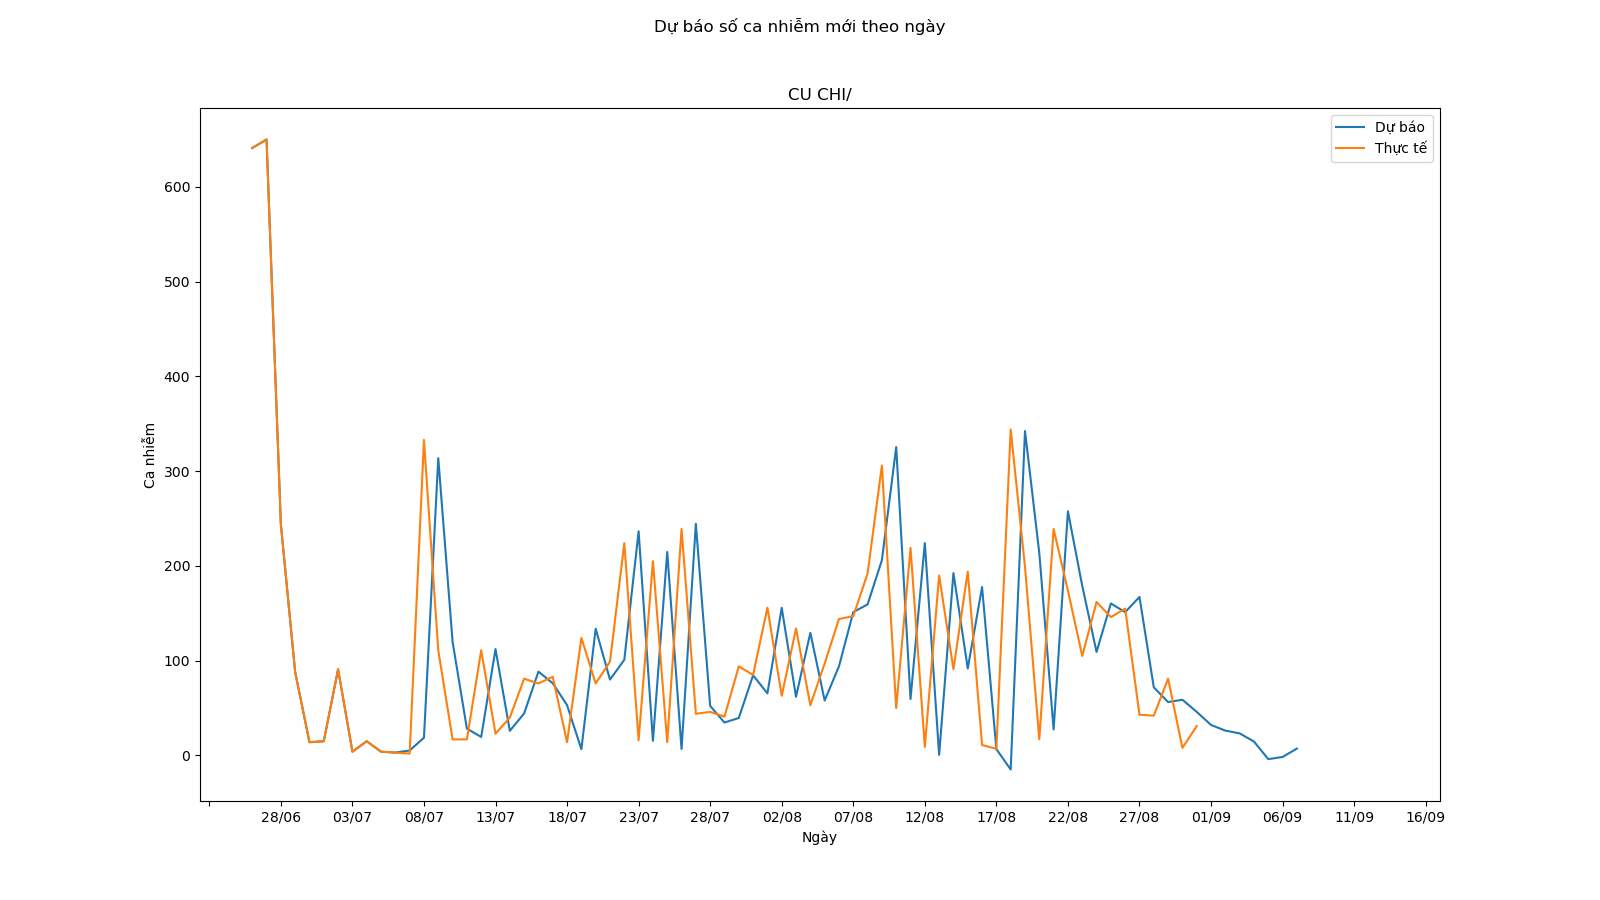 Dự báo số ca nhiễm mới theo ngày
CU CHI/
Dự báo
Thực tế
600
500
400
300
200
100
0
Ca nhiễm
28/06 03/07 08/07 13/07 18/07 23/07 28/07 02/08 07/08 12/08 17/08 22/08 27/08 01/09 06/09 11/09 16/09
Ngày